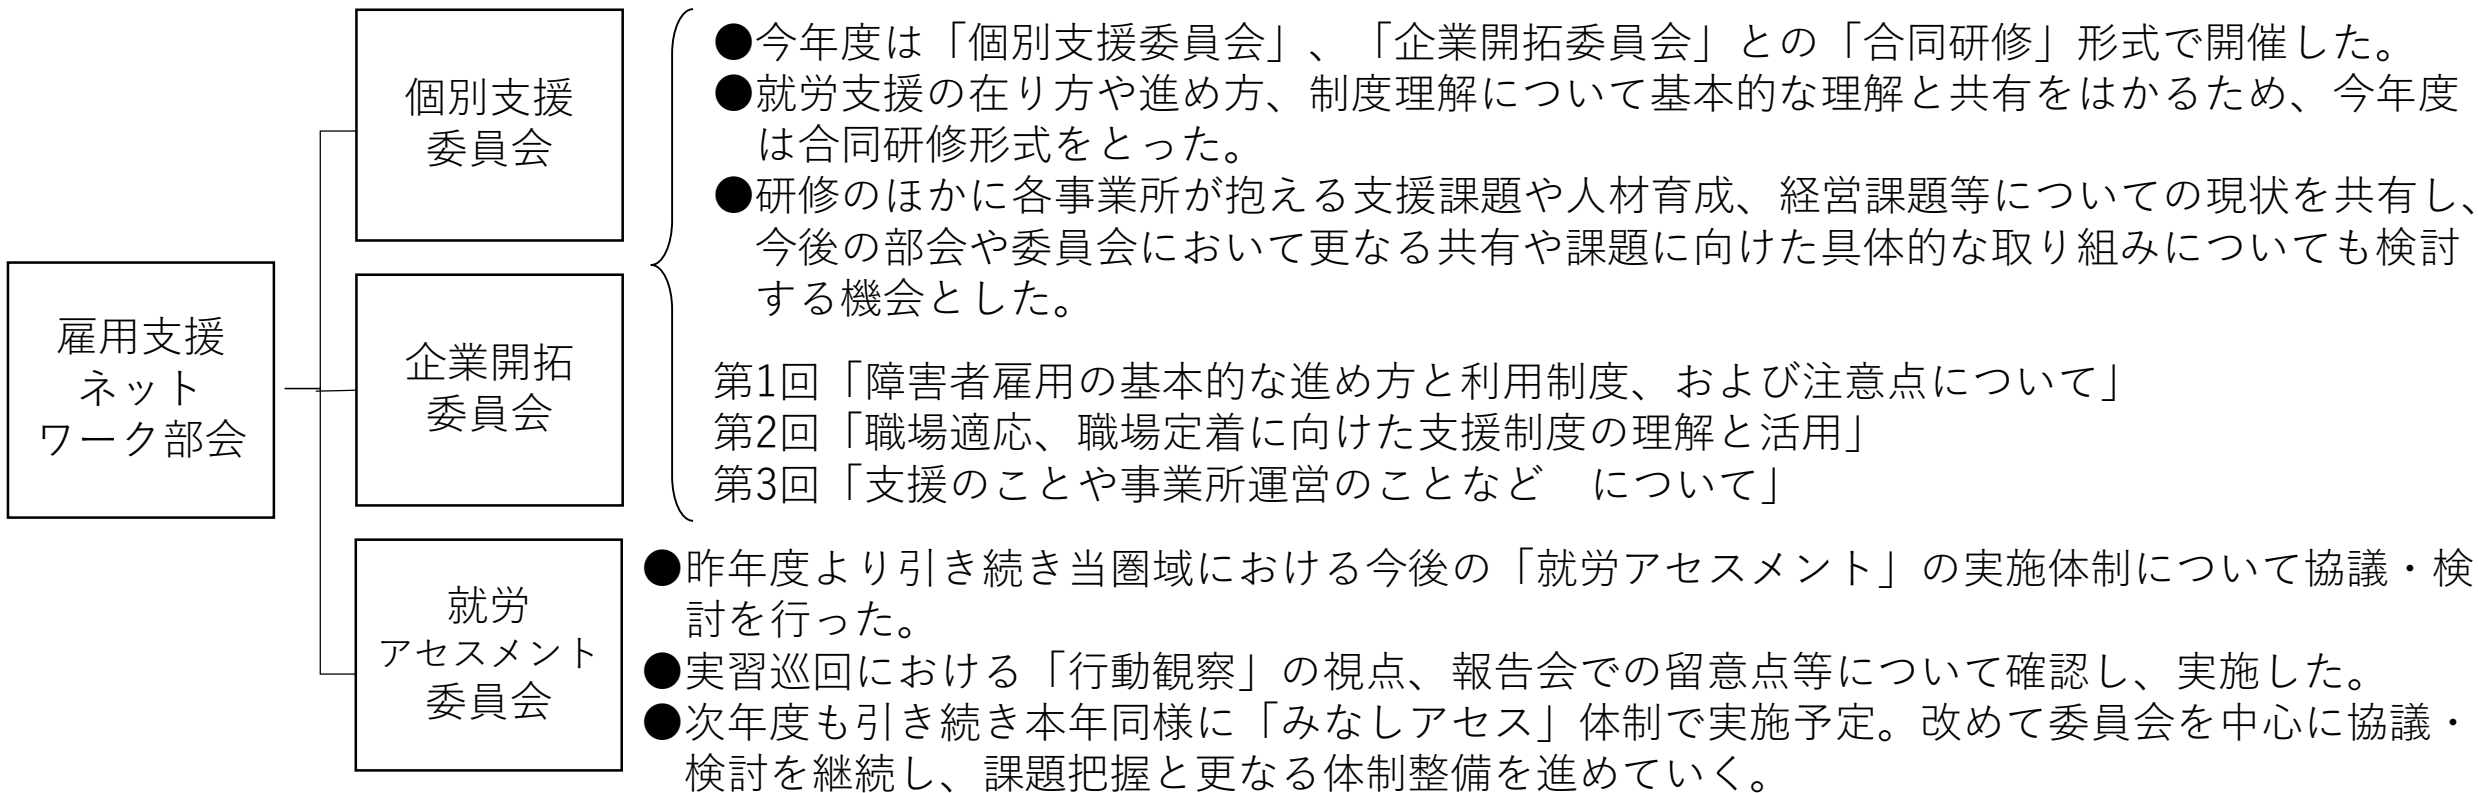 雇用支援
ネット
ワーク部会
個別支援
委員会
企業開拓
委員会
●今年度は「個別支援委員会」、「企業開拓委員会」との「合同研修」形式で開催した。
●就労支援の在り方や進め方、制度理解について基本的な理解と共有をはかるため、今年度
は合同研修形式をとった。
●研修のほかに各事業所が抱える支援課題や人材育成、経営課題等についての現状を共有し、
今後の部会や委員会において更なる共有や課題に向けた具体的な取り組みについても検討
する機会とした。
第1回「障害者雇用の基本的な進め方と利用制度、および注意点について」
第2回「職場適応、職場定着に向けた支援制度の理解と活用」
第3回「支援のことや事業所運営のことなど　について」
就労
アセスメント
委員会
●昨年度より引き続き当圏域における今後の「就労アセスメント」の実施体制について協議・検
討を行った。
●実習巡回における「行動観察」の視点、報告会での留意点等について確認し、実施した。
●次年度も引き続き本年同様に「みなしアセス」体制で実施予定。改めて委員会を中心に協議・
検討を継続し、課題把握と更なる体制整備を進めていく。